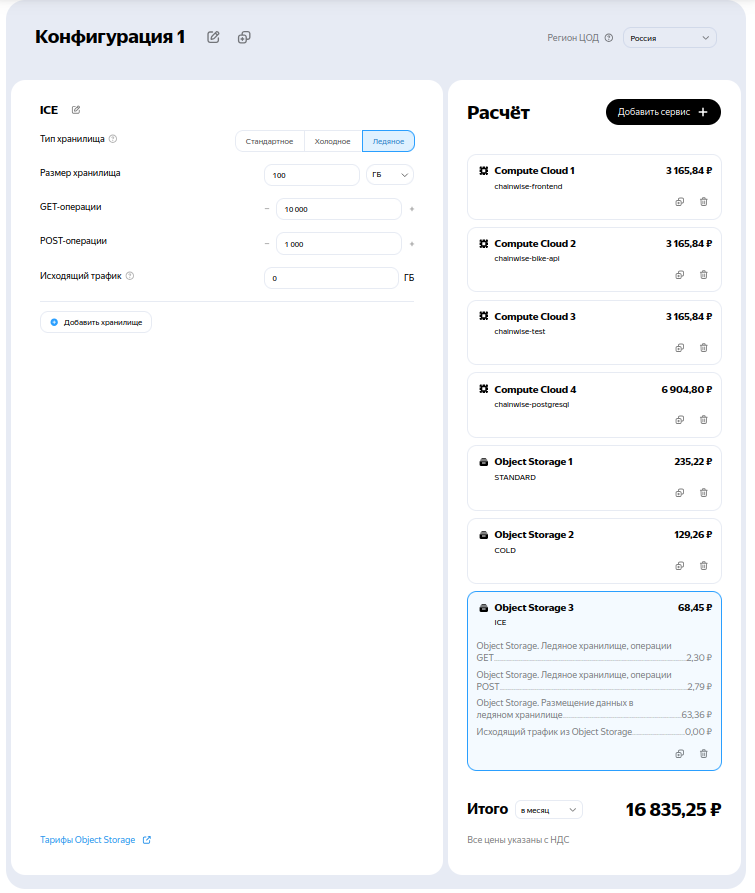 Конфигурация 1
Регион ЦОД
Россия
ICE
Тип хранилища
Стандартное
Холодное
Ледяное
Размер хранилища
100
ГБ
GET-операции
− 10 000 +
POST-операции
− 1 000 +
Исходящий трафик
0
ГБ
Добавить хранилище
Тарифы Object Storage
Расчёт
Добавить сервис +
Compute Cloud 1 3 165,84 ₽
chainwise-frontend
Compute Cloud 2 3 165,84 ₽
chainwise-bike-api
Compute Cloud 3 3 165,84 ₽
chainwise-test
Compute Cloud 4 6 904,80 ₽
chainwise-postgresql
Object Storage 1 235,22 ₽
STANDARD
Object Storage 2 129,26 ₽
COLD
Object Storage 3 68,45 ₽
ICE
Object Storage. Ледяное хранилище, операции
GET 2,30 ₽
Object Storage. Ледяное хранилище, операции
POST 2,79 ₽
Object Storage. Размещение данных в
ледяном хранилище 63,36 ₽
Исходящий трафик из Object Storage 0,00 ₽
Итого в месяц 16 835,25 ₽
Все цены указаны с НДС